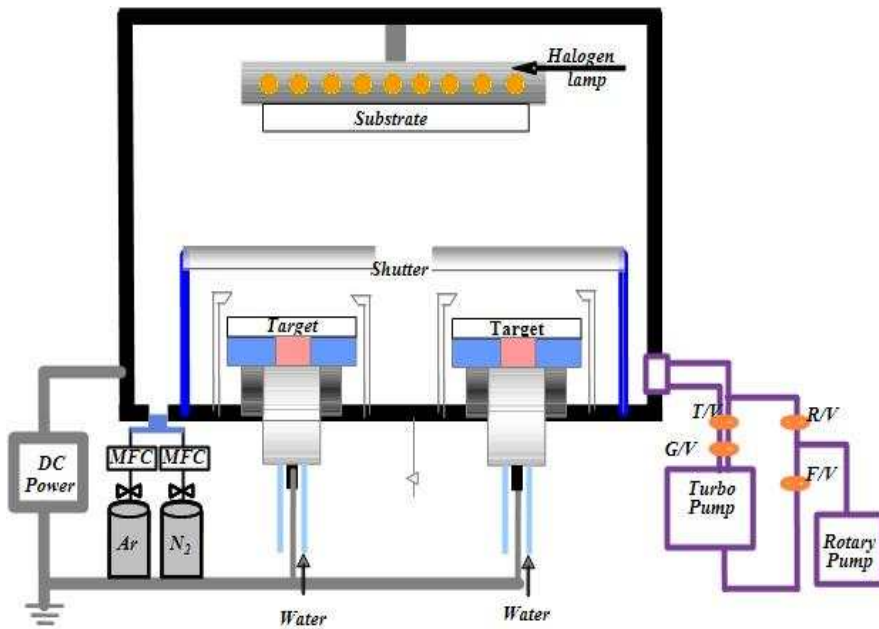 Halogen
lamp
Substrate
Shutter
Target
Target
T/V
R/V
G/V
F/V
DC
Power
MFC
MFC
Turbo
Pump
Ar
N2
Rotary
Pump
Water
Water